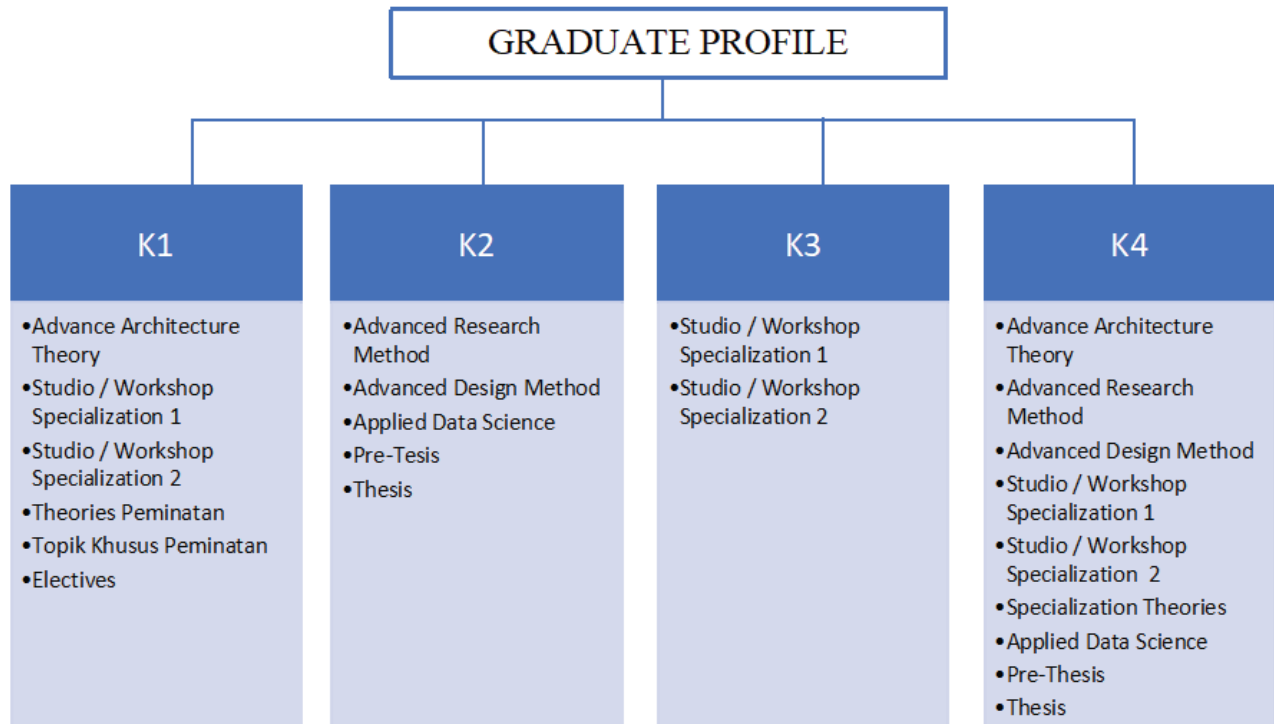 GRADUATE PROFILE
K1
•Advance Architecture
Theory
•Studio / Workshop
Specialization 1
•Studio / Workshop
Specialization 2
•Theories Peminatan
•Topik Khusus Peminatan
•Electives
K2
•Advanced Research
Method
•Advanced Design Method
•Applied Data Science
•Pre-Tesis
•Thesis
K3
•Studio / Workshop
Specialization 1
•Studio / Workshop
Specialization 2
K4
•Advance Architecture
Theory
•Advanced Research
Method
•Advanced Design Method
•Studio / Workshop
Specialization 1
•Studio / Workshop
Specialization 2
•Specialization Theories
•Applied Data Science
•Pre-Thesis
•Thesis